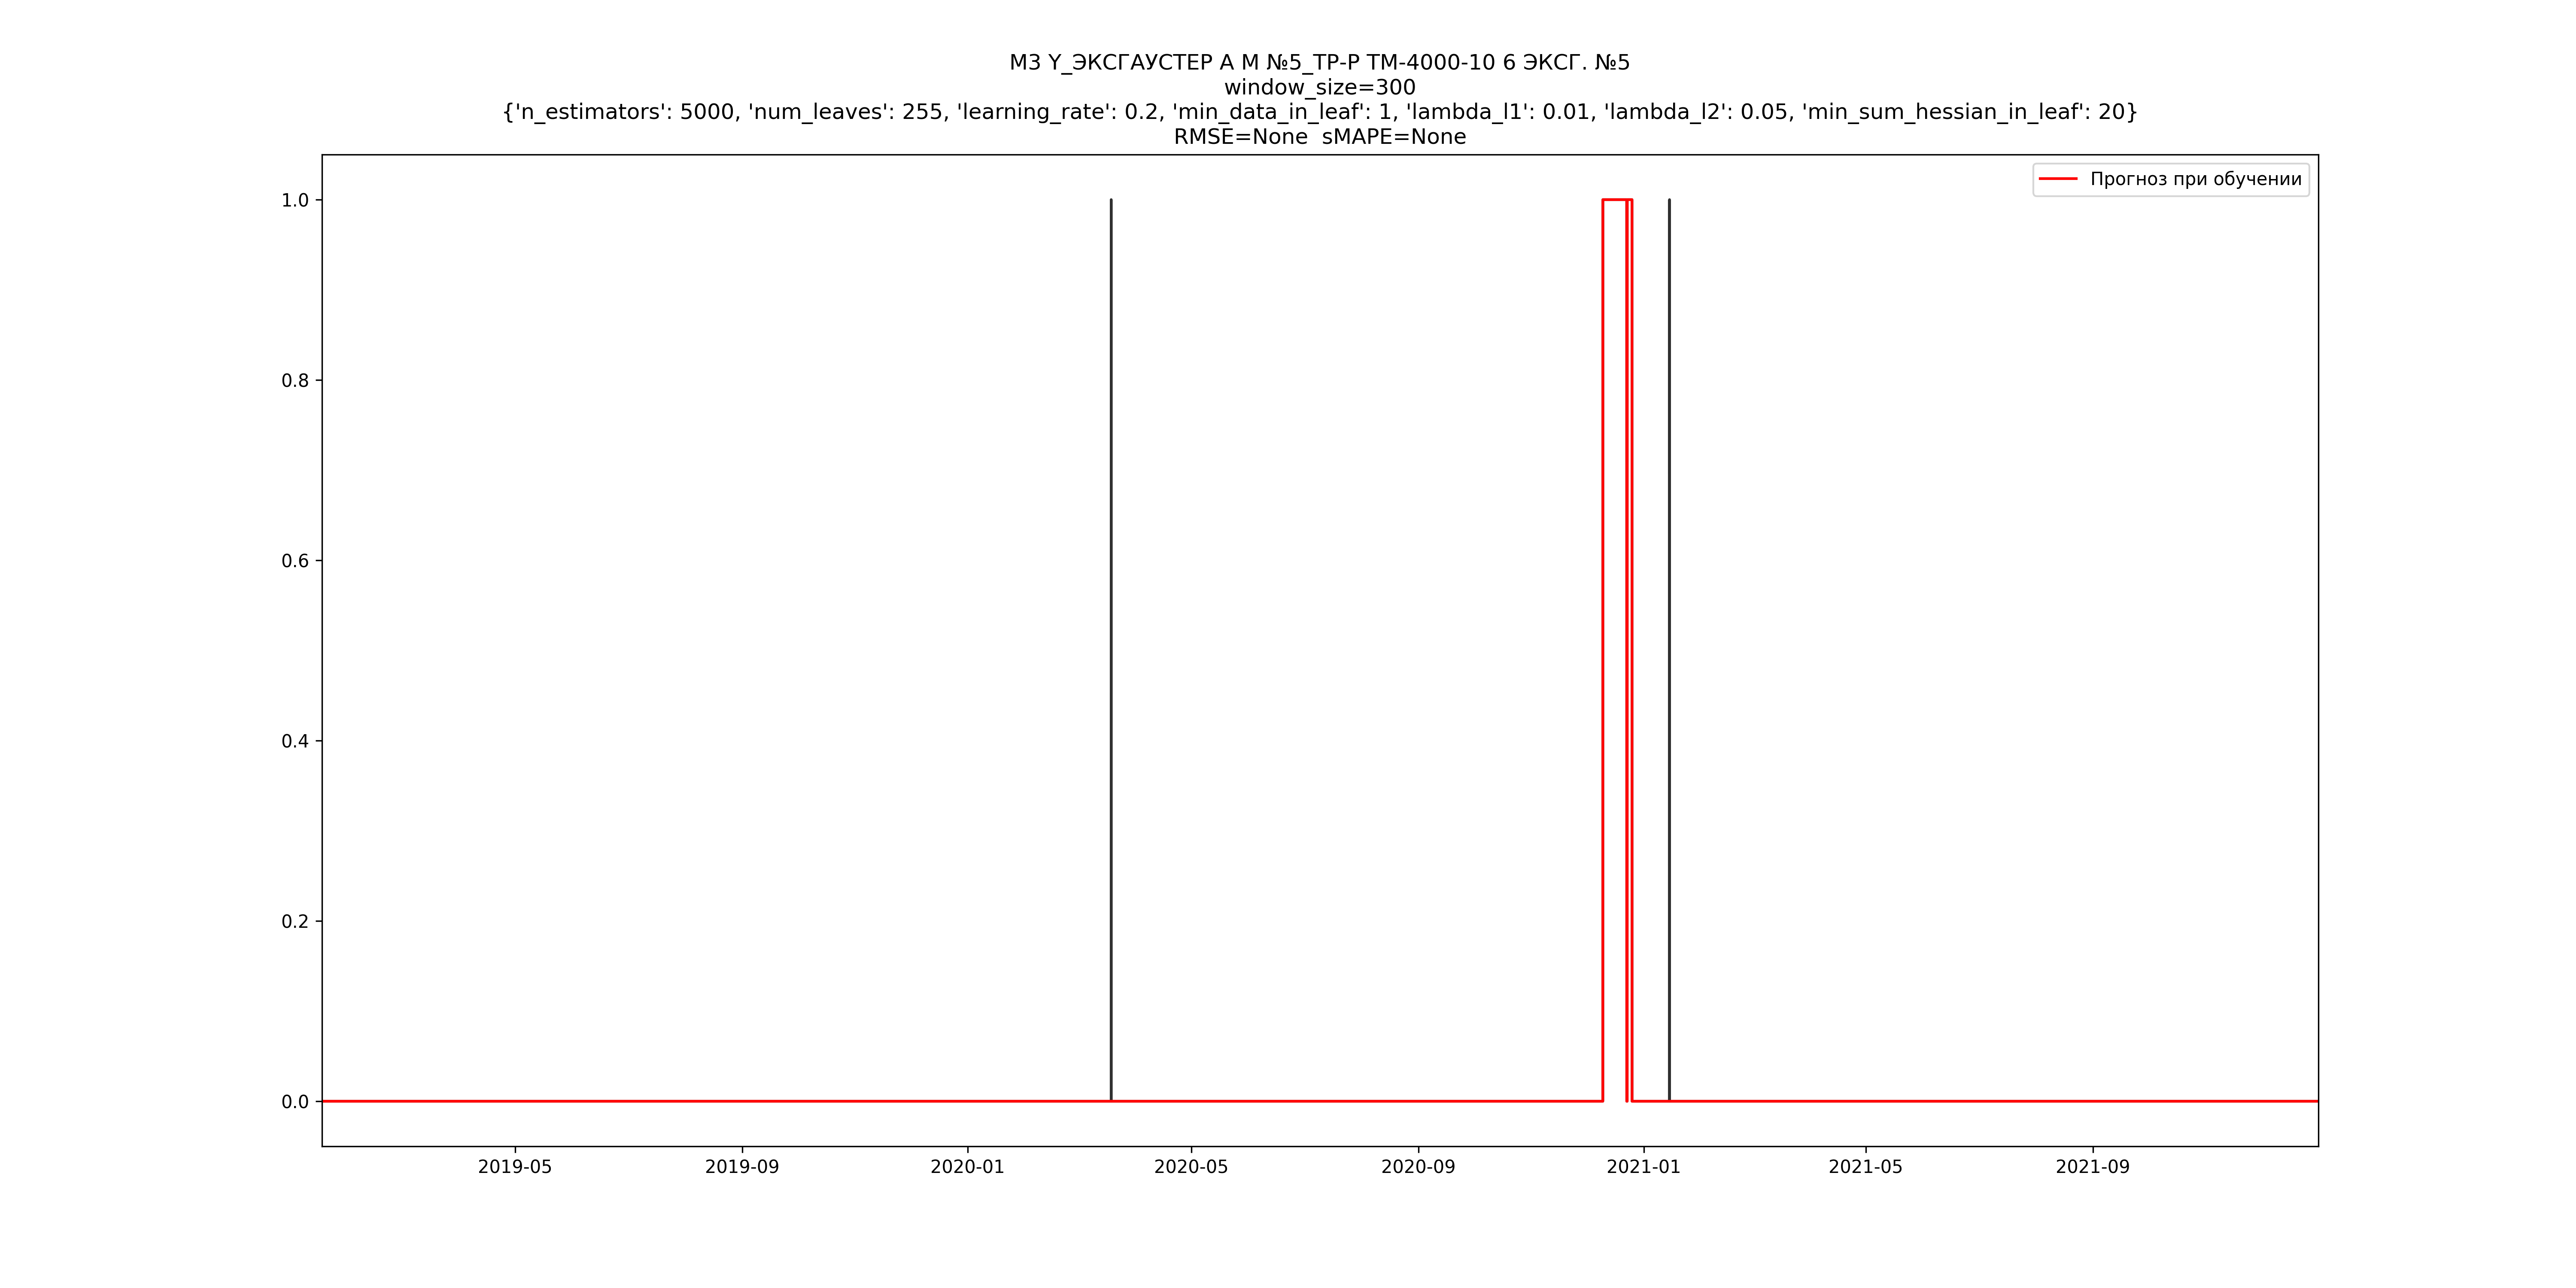 М3 Y_ЭКСГАУСТЕР А М №5_ТР-Р ТМ-4000-10 6 ЭКСГ. №5
window_size=300
{'n_estimators': 5000, 'num_leaves': 255, 'learning_rate': 0.2, 'min_data_in_leaf': 1, 'lambda_l1': 0.01, 'lambda_l2': 0.05, 'min_sum_hessian_in_leaf': 20}
RMSE=None  sMAPE=None
Прогноз при обучении
1.0
0.8
0.6
0.4
0.2
0.0
2019-05
2019-09
2020-01
2020-05
2020-09
2021-01
2021-05
2021-09